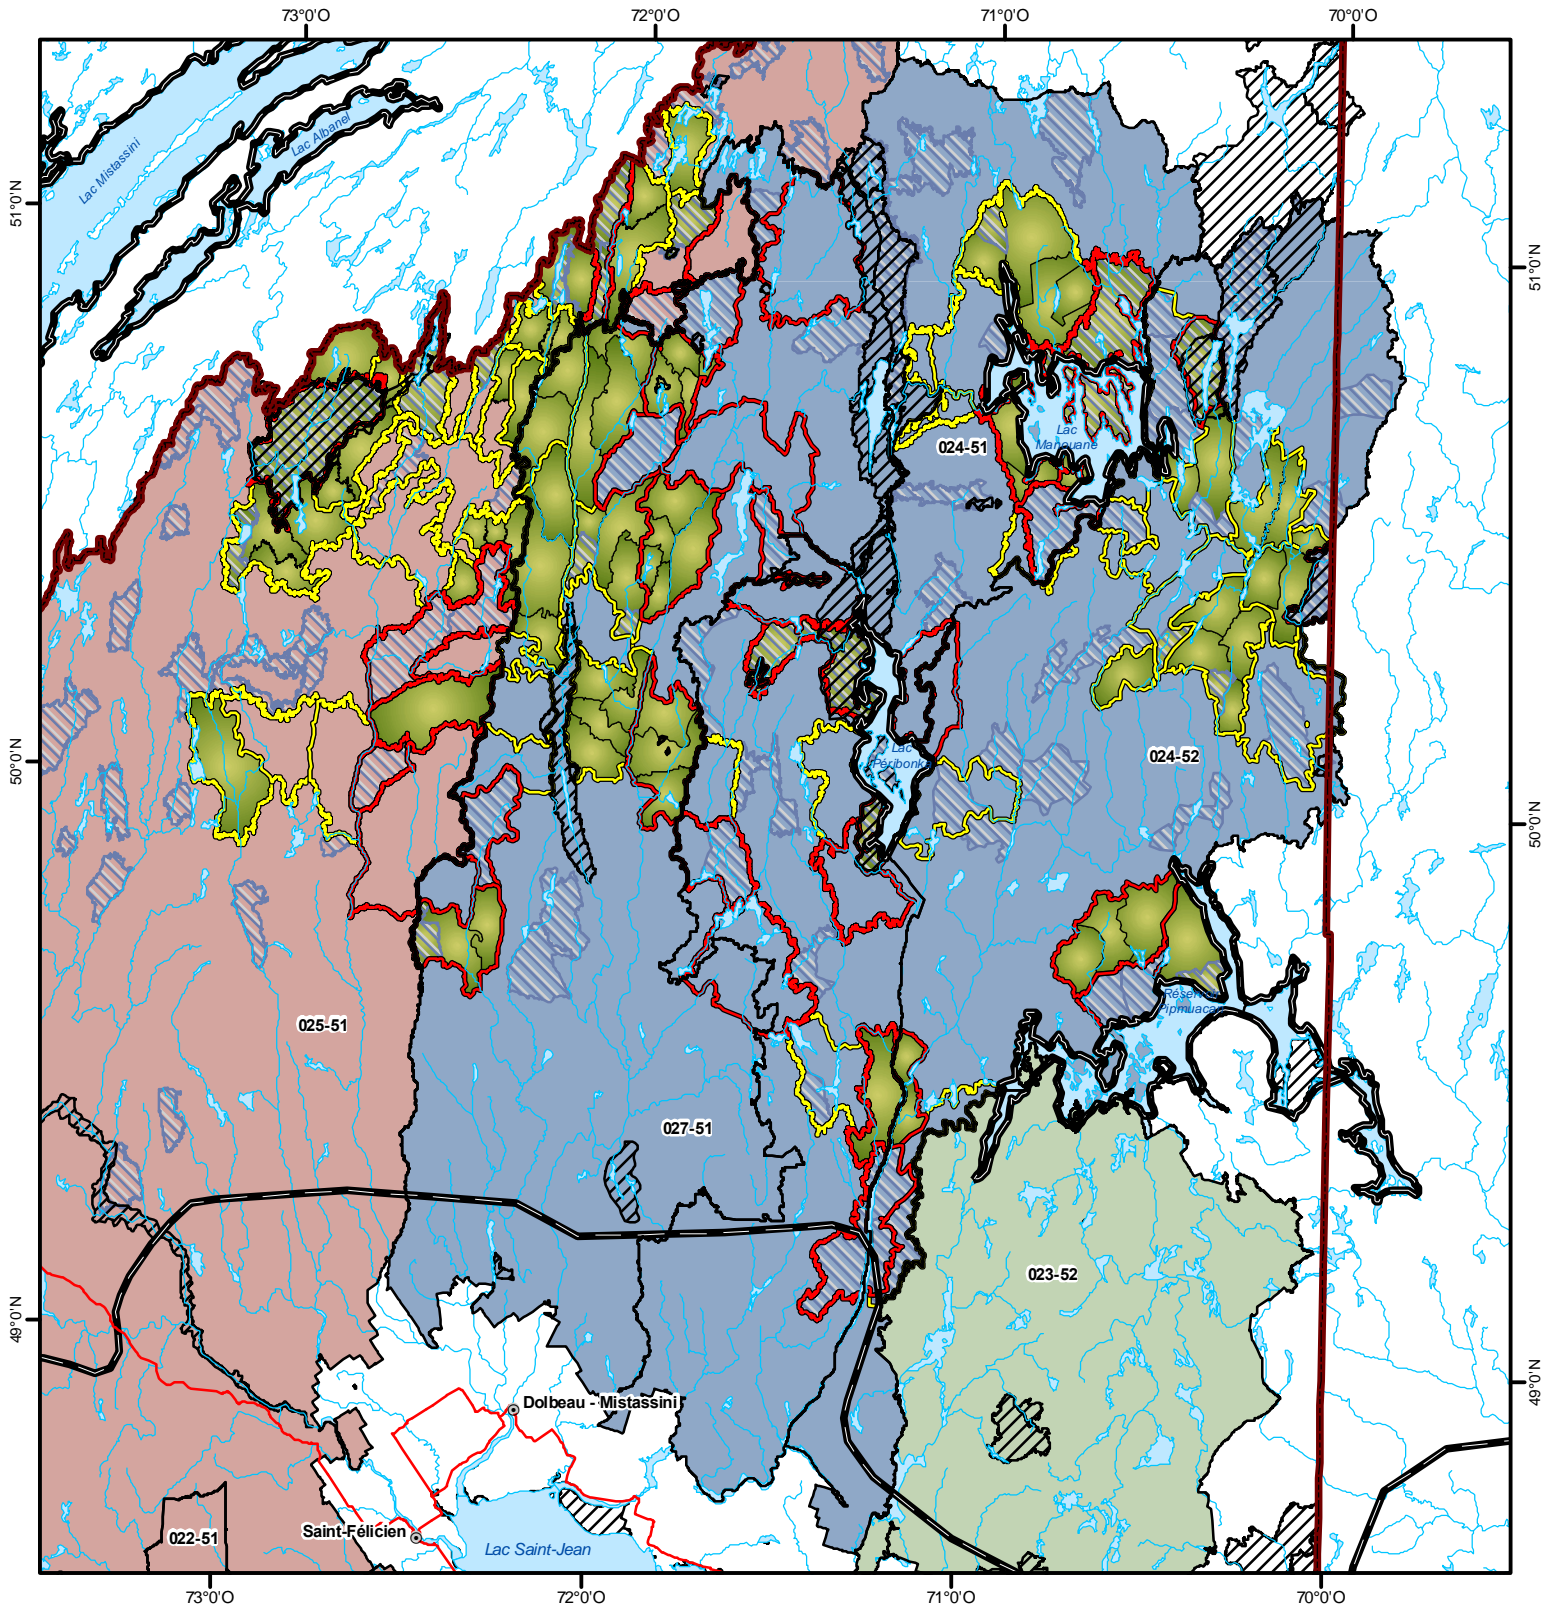 73°0'O 72°0'O 71°0'O 70°0'O
Lac Mistassini
Lac Albanel
51°0'N
51°0'N
Lac
Manouane
024-51
50°0'N
Lac
Péribonka
024-52
50°0'N
Réservoir
Pipmuacan
025-51
027-51
023-52
49°0'N
49°0'N
Dolbeau - Mistassini
Saint-Félicien
022-51
Lac Saint-Jean
73°0'O 72°0'O 71°0'O 70°0'O